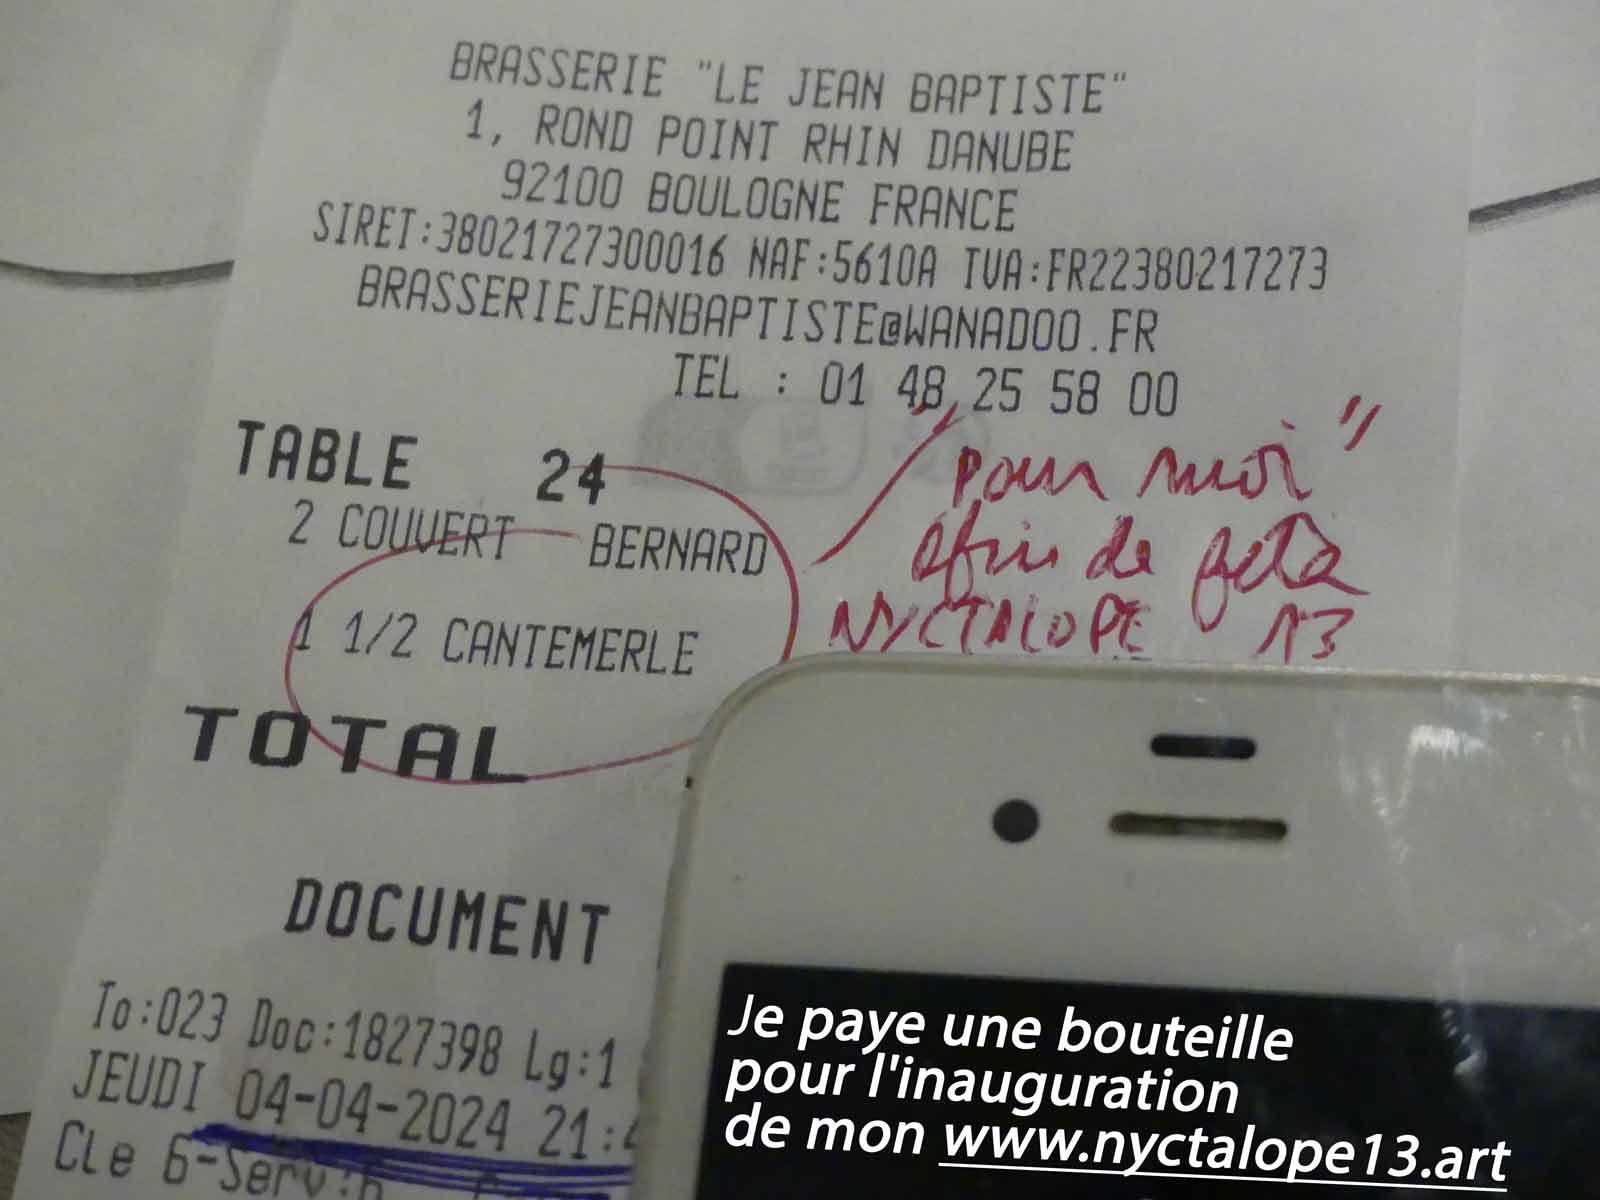 BRASSERIE "LE JEAN BAPTISTE"
1, ROND POINT RHIN DANUBE
92100 BOULOGNE FRANCE
SIRET:38021727300016 NAF:5610A TVA:FR22380217273
BRASSERIEJEANBAPTISTE@WANADOO.FR
TEL : 01 48 25 58 00
TABLE 24
2 COUVERT BERNARD
1 1/2 CANTEMERLE
TOTAL
pour moi"
afin de
NYCTALOPE 13
DOCUMENT
To:023 Doc:1827398 Lg:1
JEUDI 04-04-2024 21:
CLe 6-Serv:6
Je paye une bouteille
pour l'inauguration
de mon www.nyctalope13.art